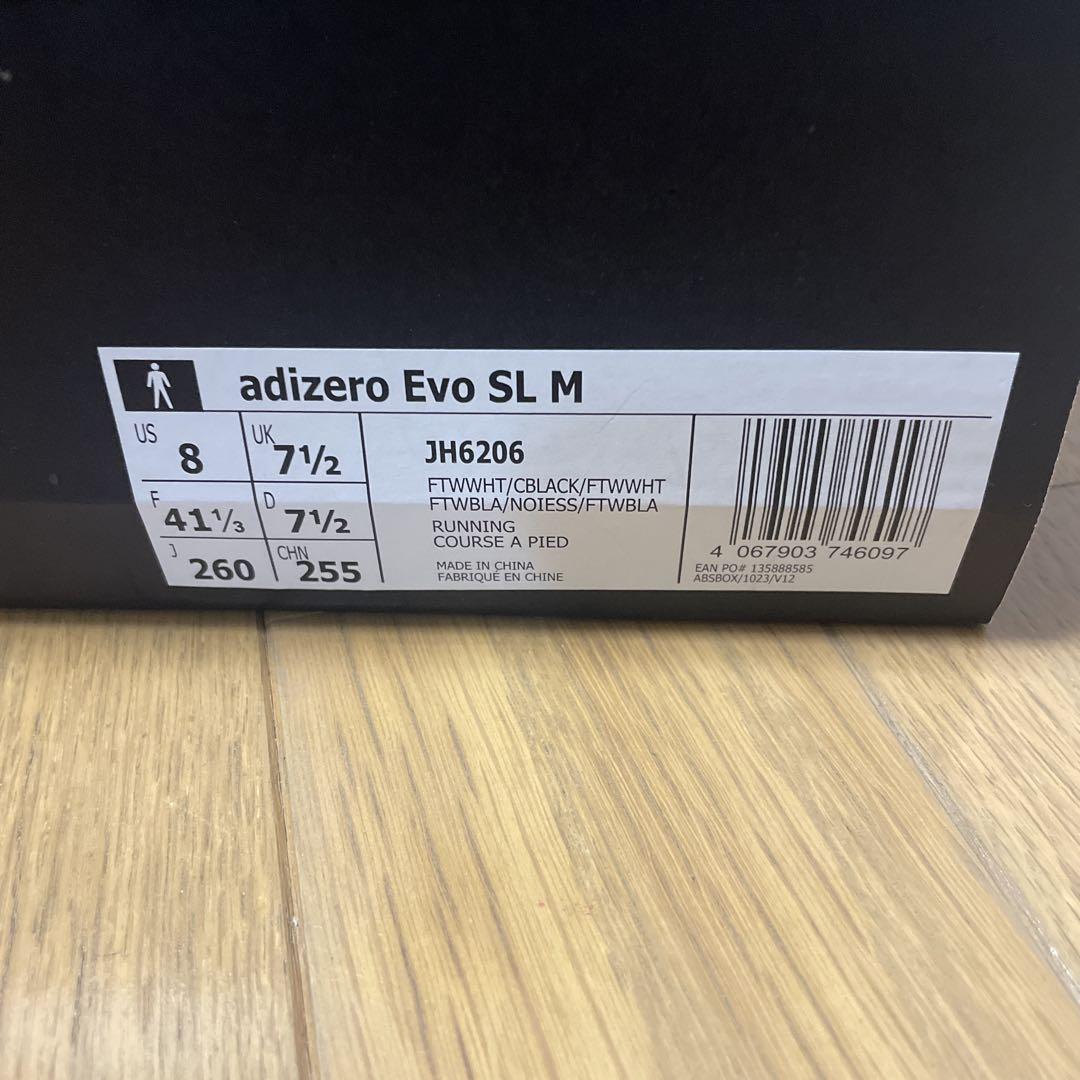 adizero Evo SL M
US 8 UK 7½
F 41⅓ D 7½
J 260 CHN 255
JH6206
FTWWHT/CBLACK/FTWWHT
FTWBLA/NOIESS/FTWBLA
RUNNING
COURSE A PIED
MADE IN CHINA
FABRIQUÉ EN CHINE
4 067903 746097
EAN PO# 135888585
ABSBOX/1023/V12